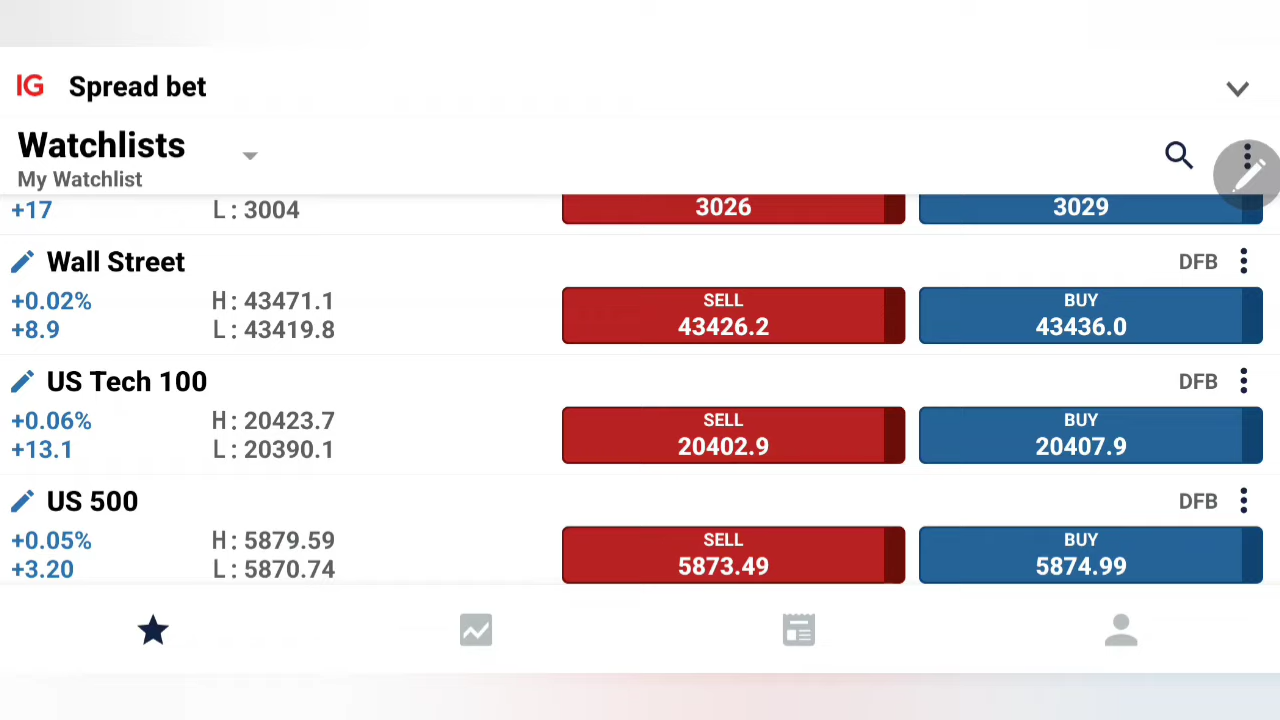 IG Spread bet
Watchlists
My Watchlist
+17 L: 3004 3026 3029
Wall Street DFB
+0.02% H: 43471.1 SELL BUY
+8.9 L: 43419.8 43426.2 43436.0
US Tech 100 DFB
+0.06% H: 20423.7 SELL BUY
+13.1 L: 20390.1 20402.9 20407.9
US 500 DFB
+0.05% H: 5879.59 SELL BUY
+3.20 L: 5870.74 5873.49 5874.99